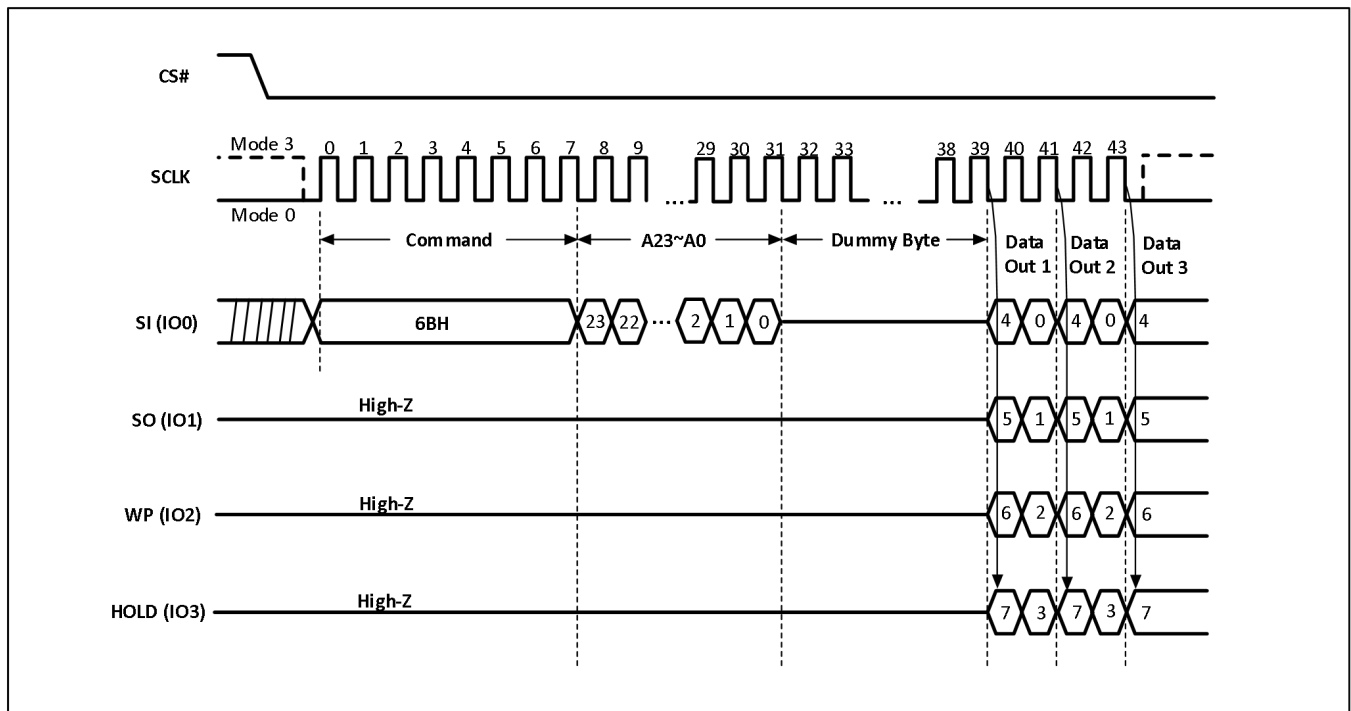 CS#
Mode 3
0 1 2 3 4 5 6 7 8 9 29 30 31 32 33 38 39 40 41 42 43
SCLK
... ...
Mode 0
Command A23~A0 Dummy Byte Data Out 1 Data Out 2 Data Out 3
SI (IO0) 6BH 23 22 ... 2 1 0 4 0 4 0 4
High-Z
SO (IO1) 5 1 5 1 5
High-Z
WP (IO2) 6 2 6 2 6
High-Z
HOLD (IO3) 7 3 7 3 7